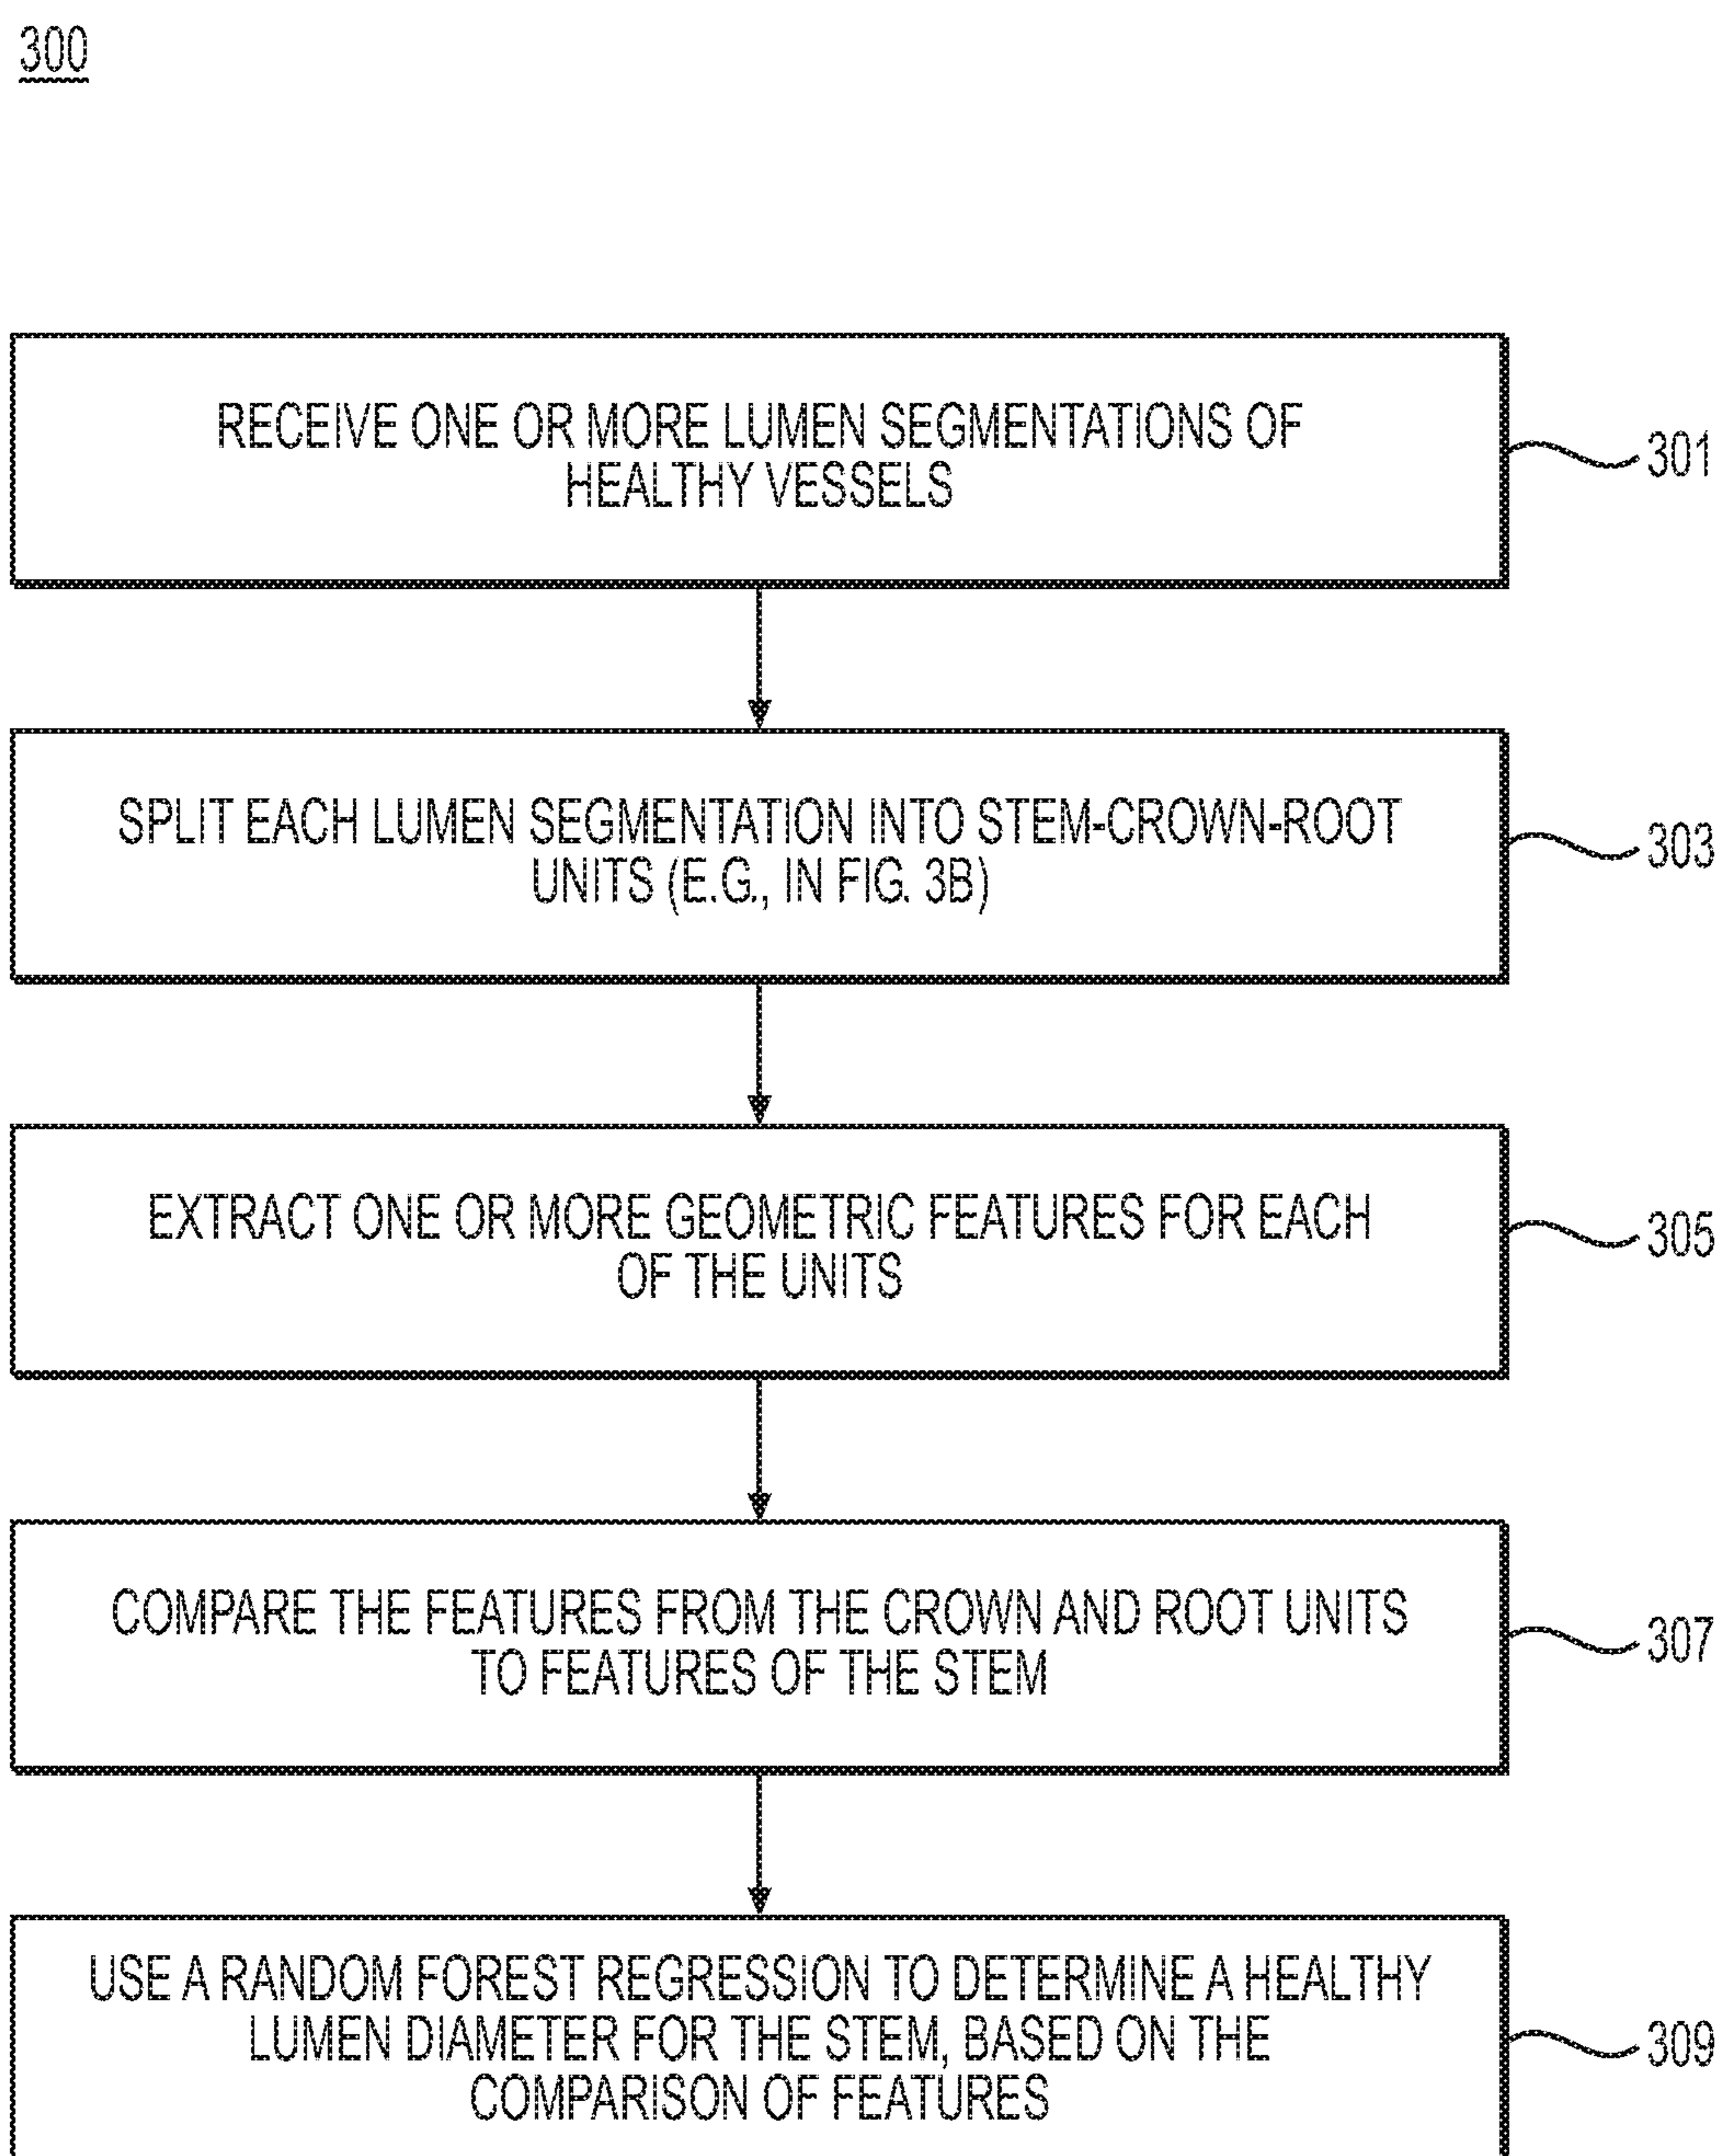 300
RECEIVE ONE OR MORE LUMEN SEGMENTATIONS OF
HEALTHY VESSELS
301
SPLIT EACH LUMEN SEGMENTATION INTO STEM-CROWN-ROOT
UNITS (E.G., IN FIG. 3B)
303
EXTRACT ONE OR MORE GEOMETRIC FEATURES FOR EACH
OF THE UNITS
305
COMPARE THE FEATURES FROM THE CROWN AND ROOT UNITS
TO FEATURES OF THE STEM
307
USE A RANDOM FOREST REGRESSION TO DETERMINE A HEALTHY
LUMEN DIAMETER FOR THE STEM, BASED ON THE
COMPARISON OF FEATURES
309